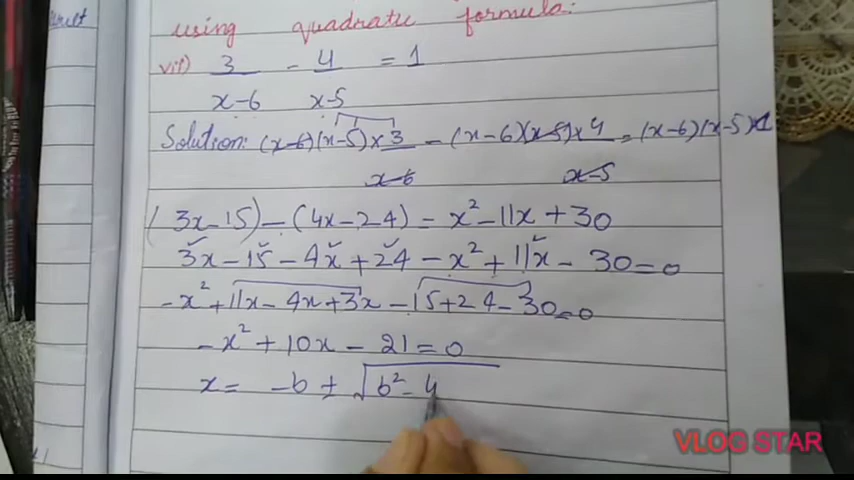 using quadratic formula:
vii) 3/x-6 - 4/x-5 = 1
Solution: (x-6)(x-5)×3/x-6 - (x-6)(x-5)×4/x-5 = (x-6)(x-5)×1
(3x-15)-(4x-24) = x²-11x+30
3x-15-4x+24-x²+11x-30=0
-x²+11x-4x+3x-15+24-30=0
-x²+10x-21=0
x= -b ± √b²-4
VLOG STAR